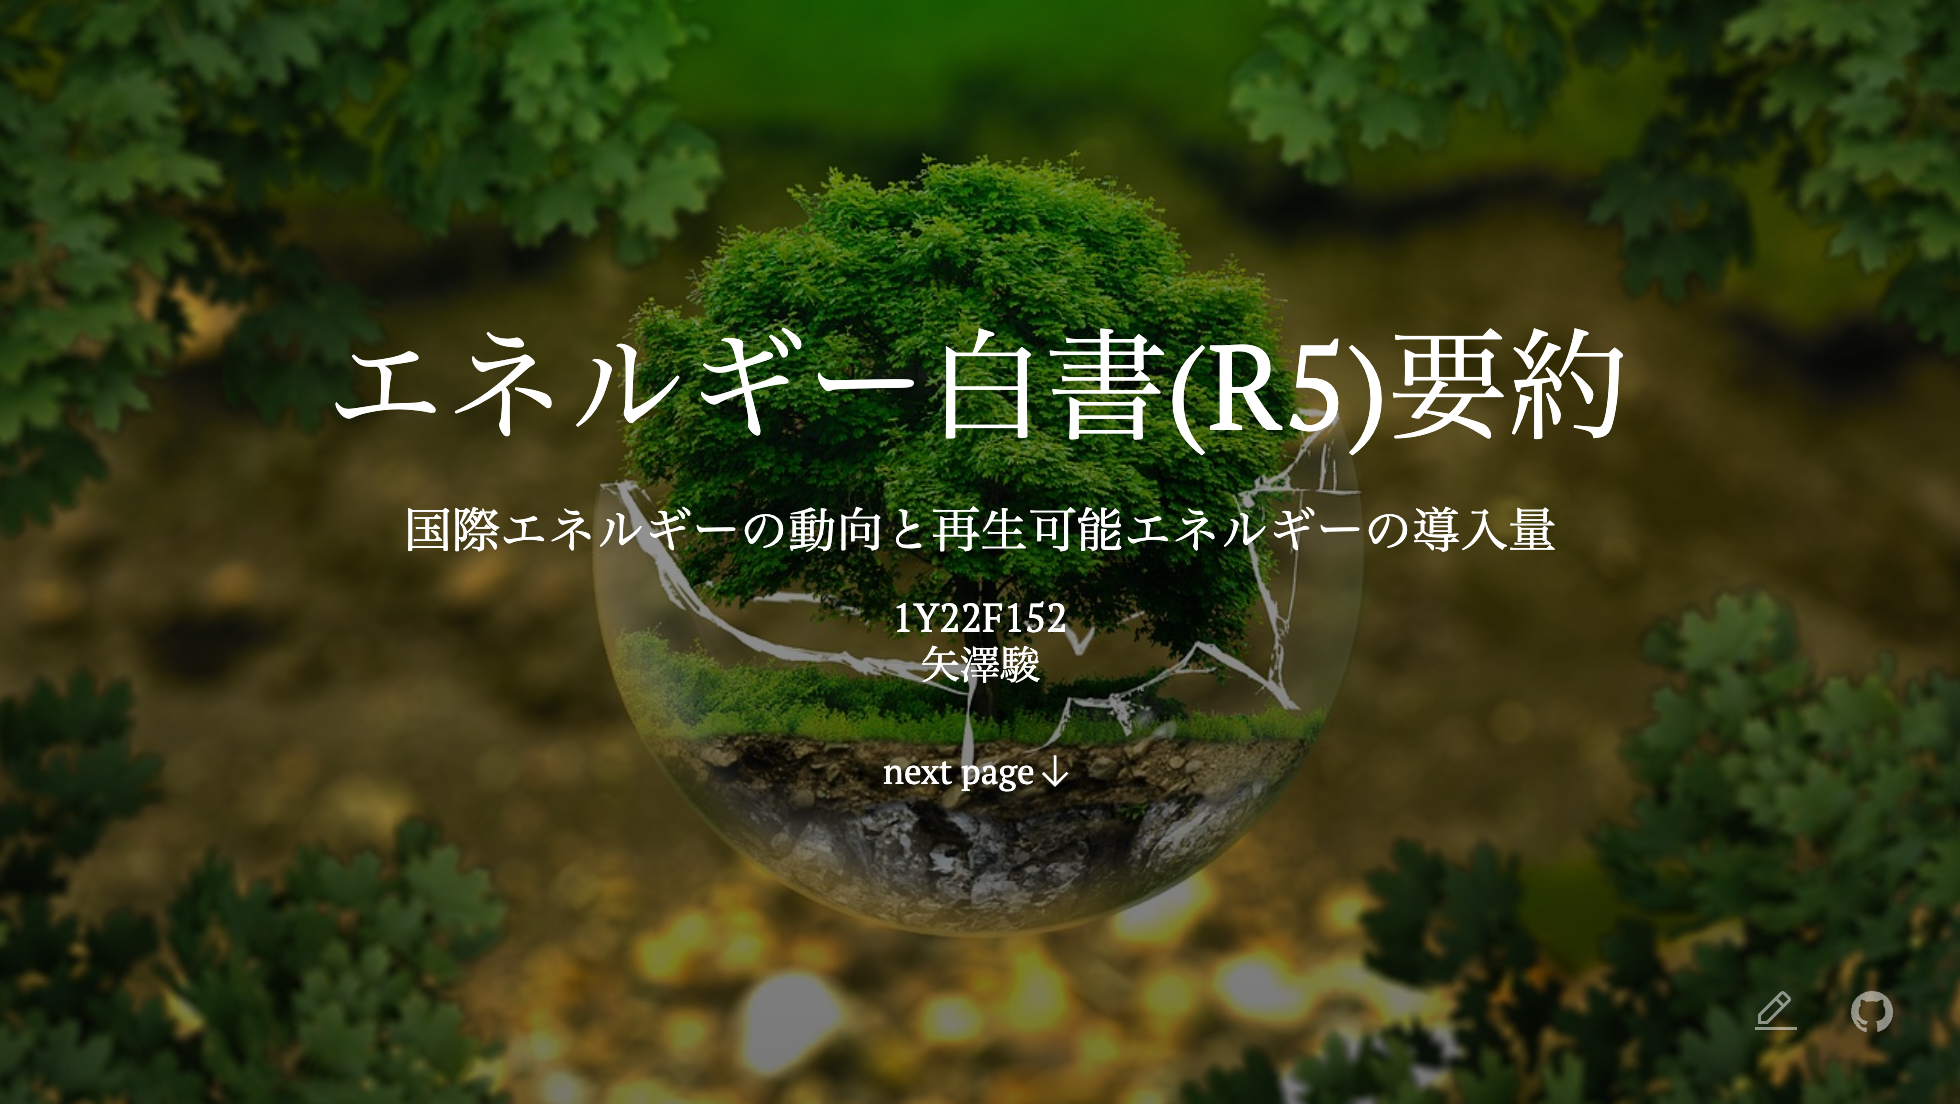 エネルギー白書(R5)要約
国際エネルギーの動向と再生可能エネルギーの導入量
1Y22F152
矢澤駿
next page↓